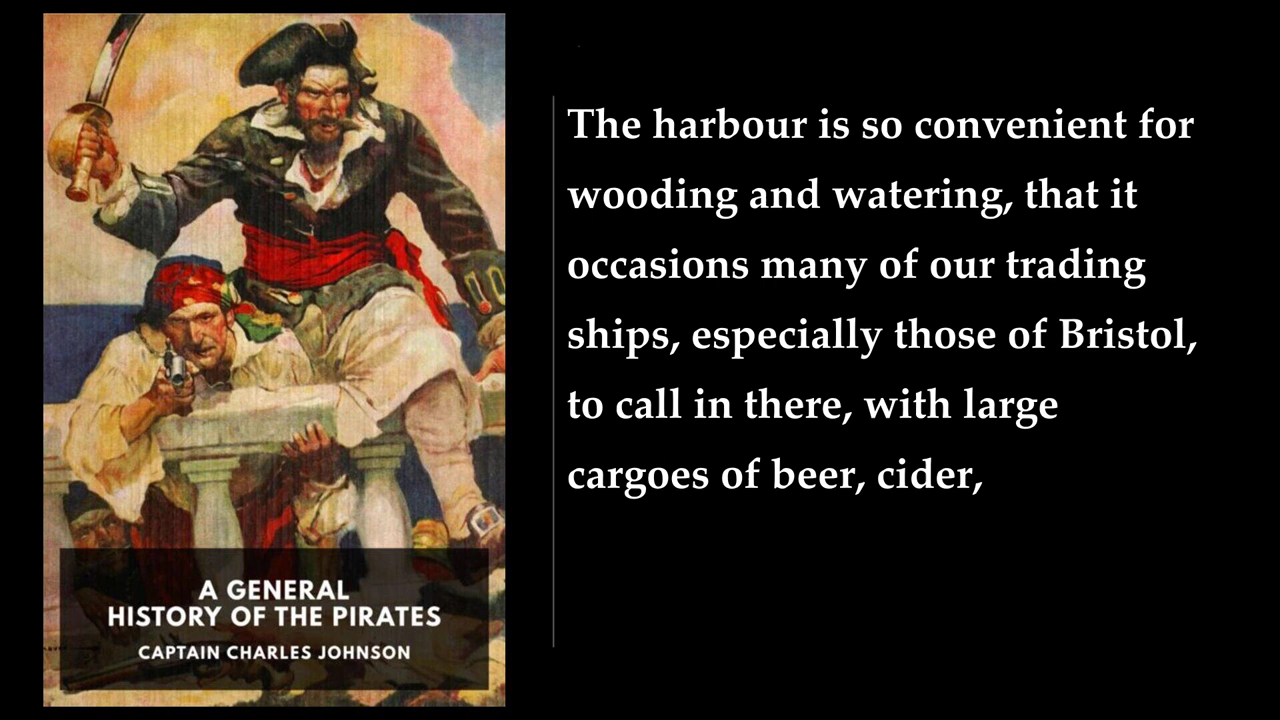 The harbour is so convenient for
wooding and watering, that it
occasions many of our trading
ships, especially those of Bristol,
to call in there, with large
cargoes of beer, cider,
A GENERAL
HISTORY OF THE PIRATES
CAPTAIN CHARLES JOHNSON